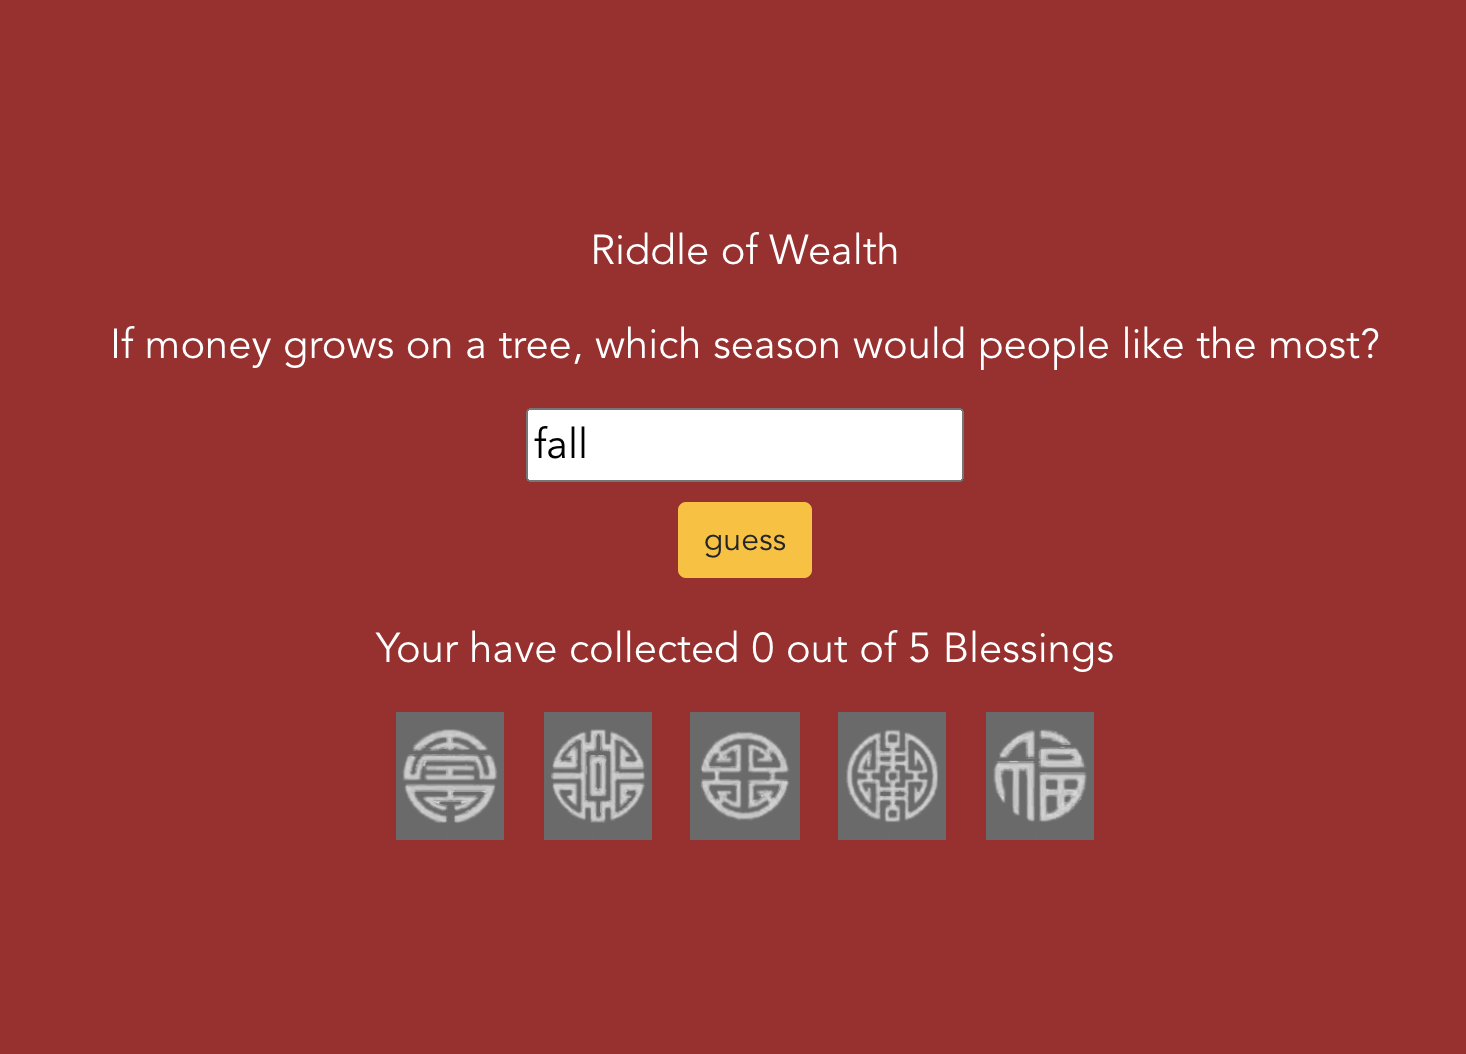 Riddle of Wealth
If money grows on a tree, which season would people like the most?
fall
guess
Your have collected 0 out of 5 Blessings
福